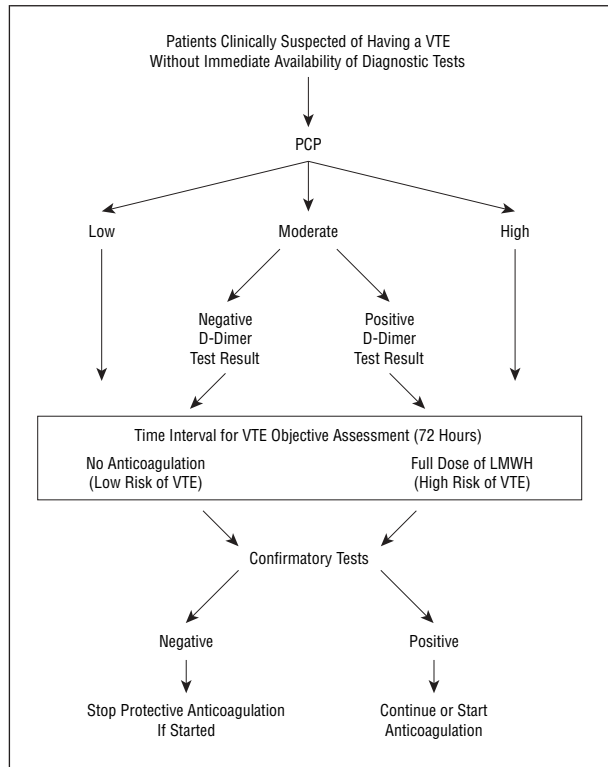 Patients Clinically Suspected of Having a VTE
Without Immediate Availability of Diagnostic Tests
PCP
Low
Moderate
High
Negative
D-Dimer
Test Result
Positive
D-Dimer
Test Result
Time Interval for VTE Objective Assessment (72 Hours)
No Anticoagulation
(Low Risk of VTE)
Full Dose of LMWH
(High Risk of VTE)
Confirmatory Tests
Negative
Positive
Stop Protective Anticoagulation
If Started
Continue or Start
Anticoagulation